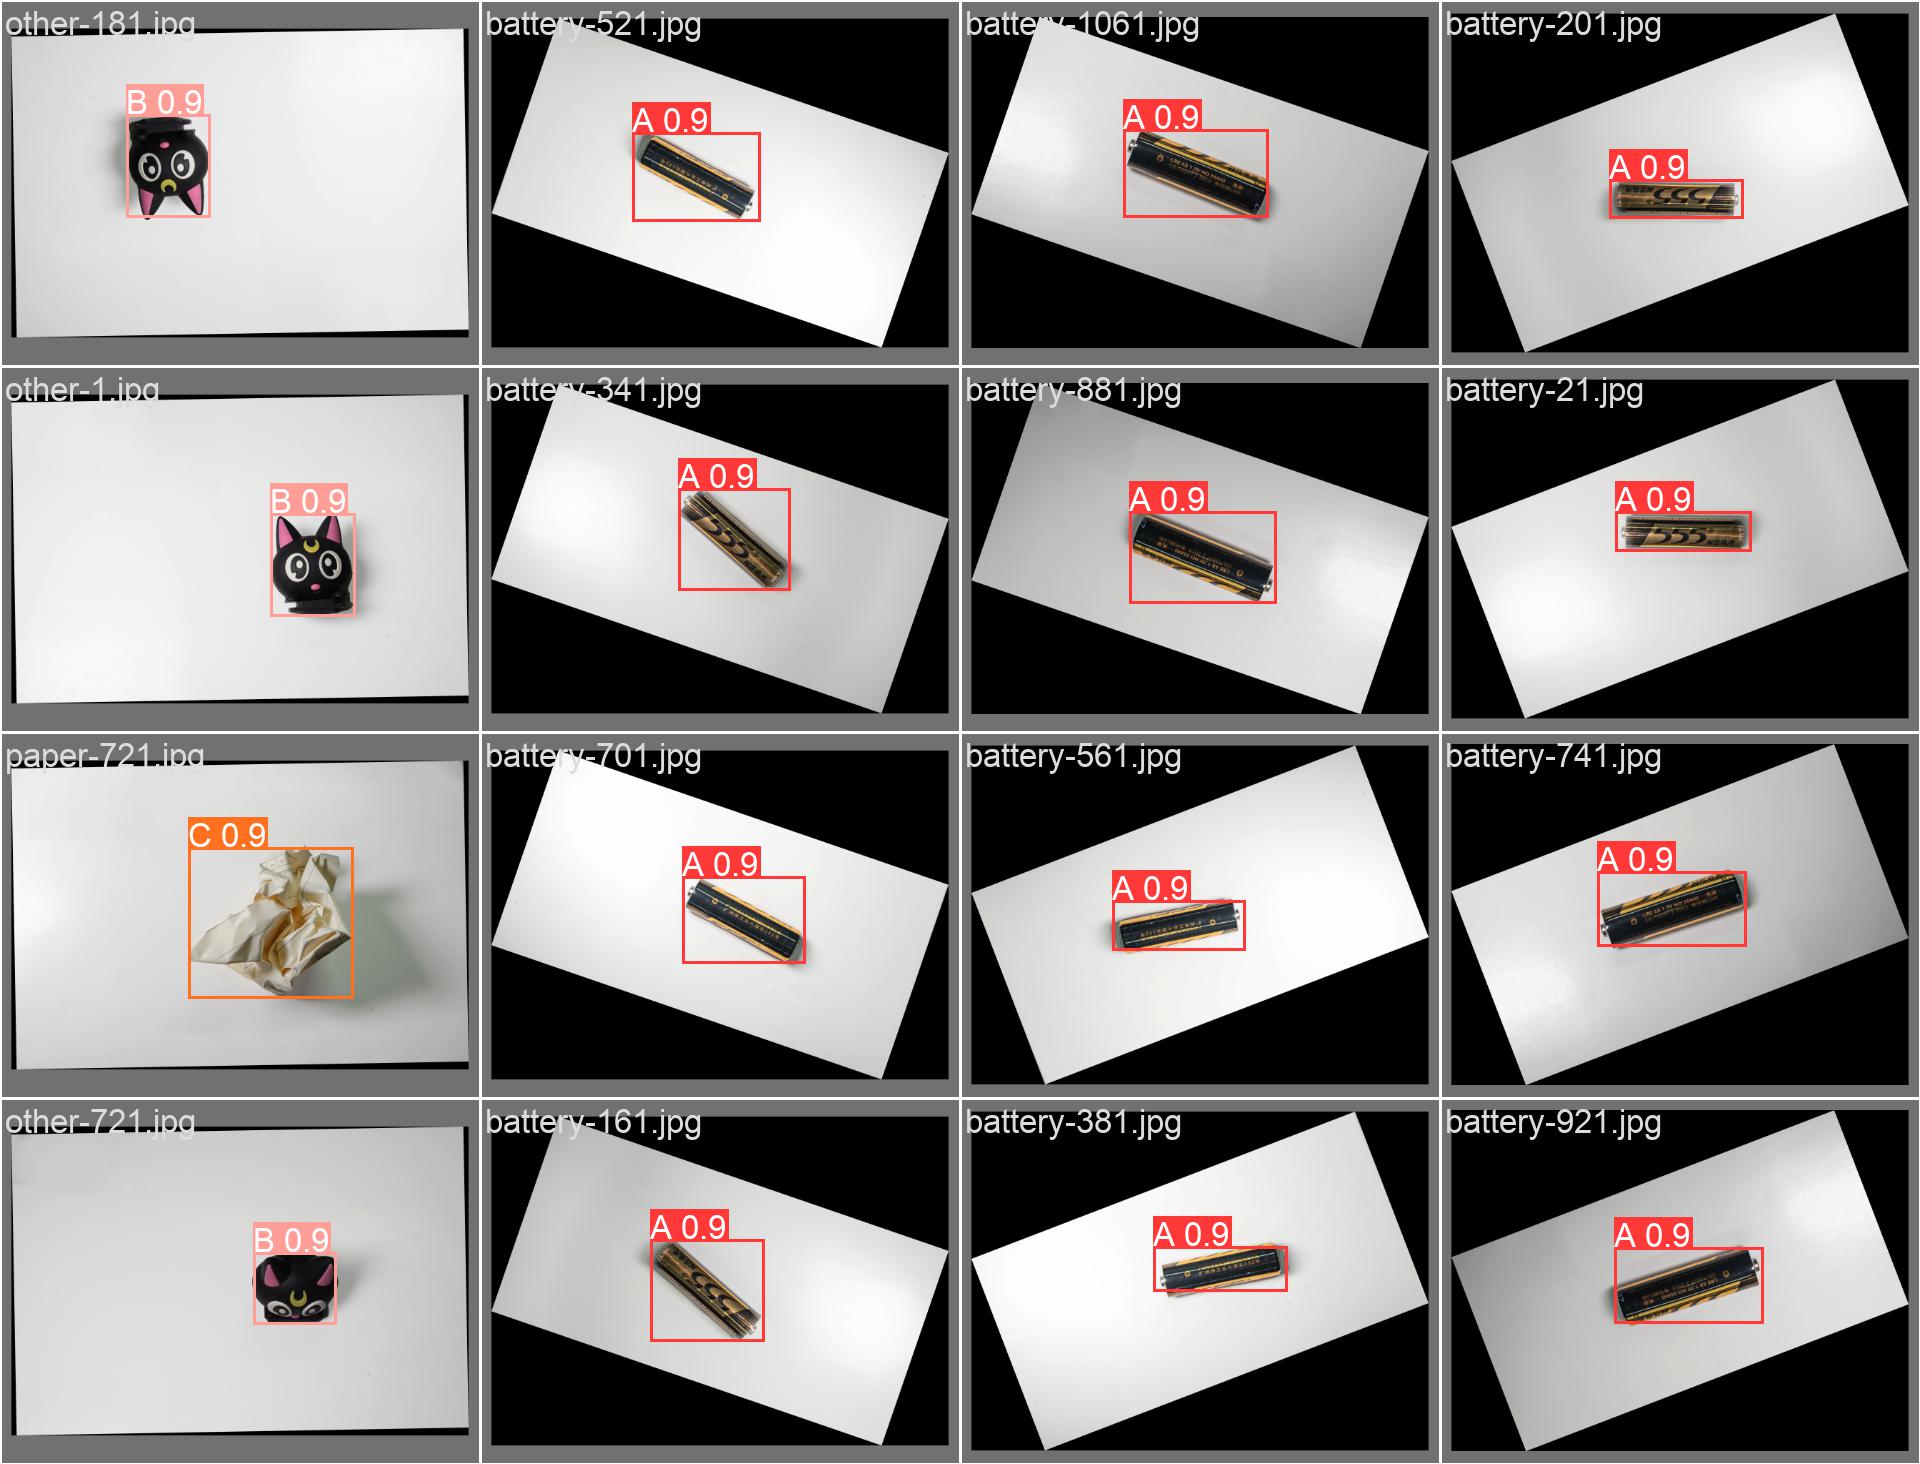 other-181.jpg
B 0.9
battery-521.jpg
A 0.9
battery-1061.jpg
A 0.9
battery-201.jpg
A 0.9
555
other-1.jpg
B 0.9
battery-341.jpg
A 0.9
555
battery-881.jpg
A 0.9
battery-21.jpg
A 0.9
555
paper-721.jpg
C 0.9
battery-701.jpg
A 0.9
battery-561.jpg
A 0.9
battery-741.jpg
A 0.9
other-721.jpg
B 0.9
battery-161.jpg
A 0.9
555
battery-381.jpg
A 0.9
battery-921.jpg
A 0.9